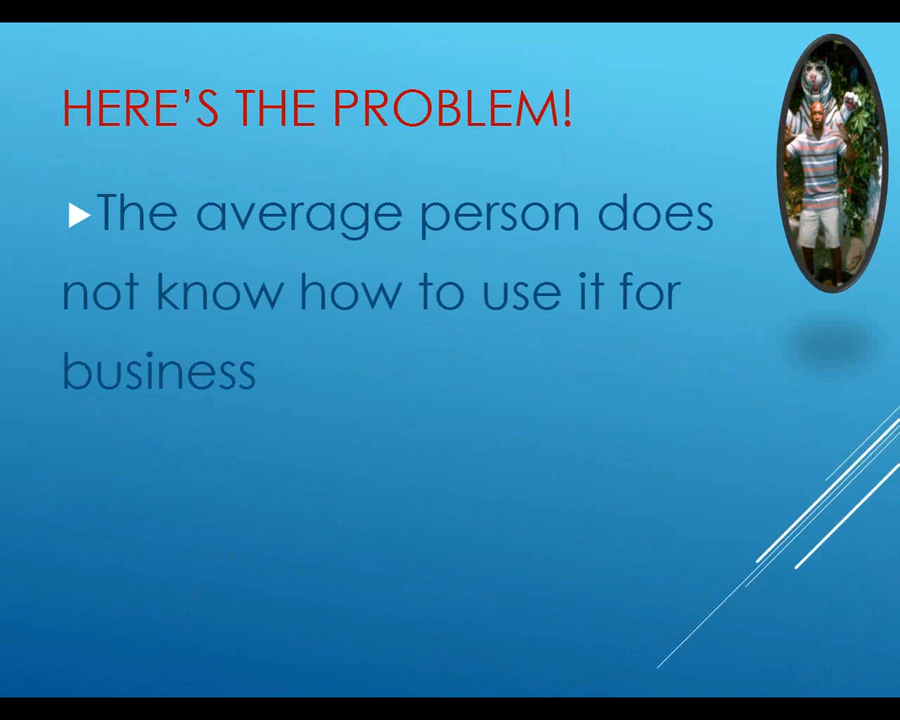 HERE'S THE PROBLEM!
The average person does
not know how to use it for
business